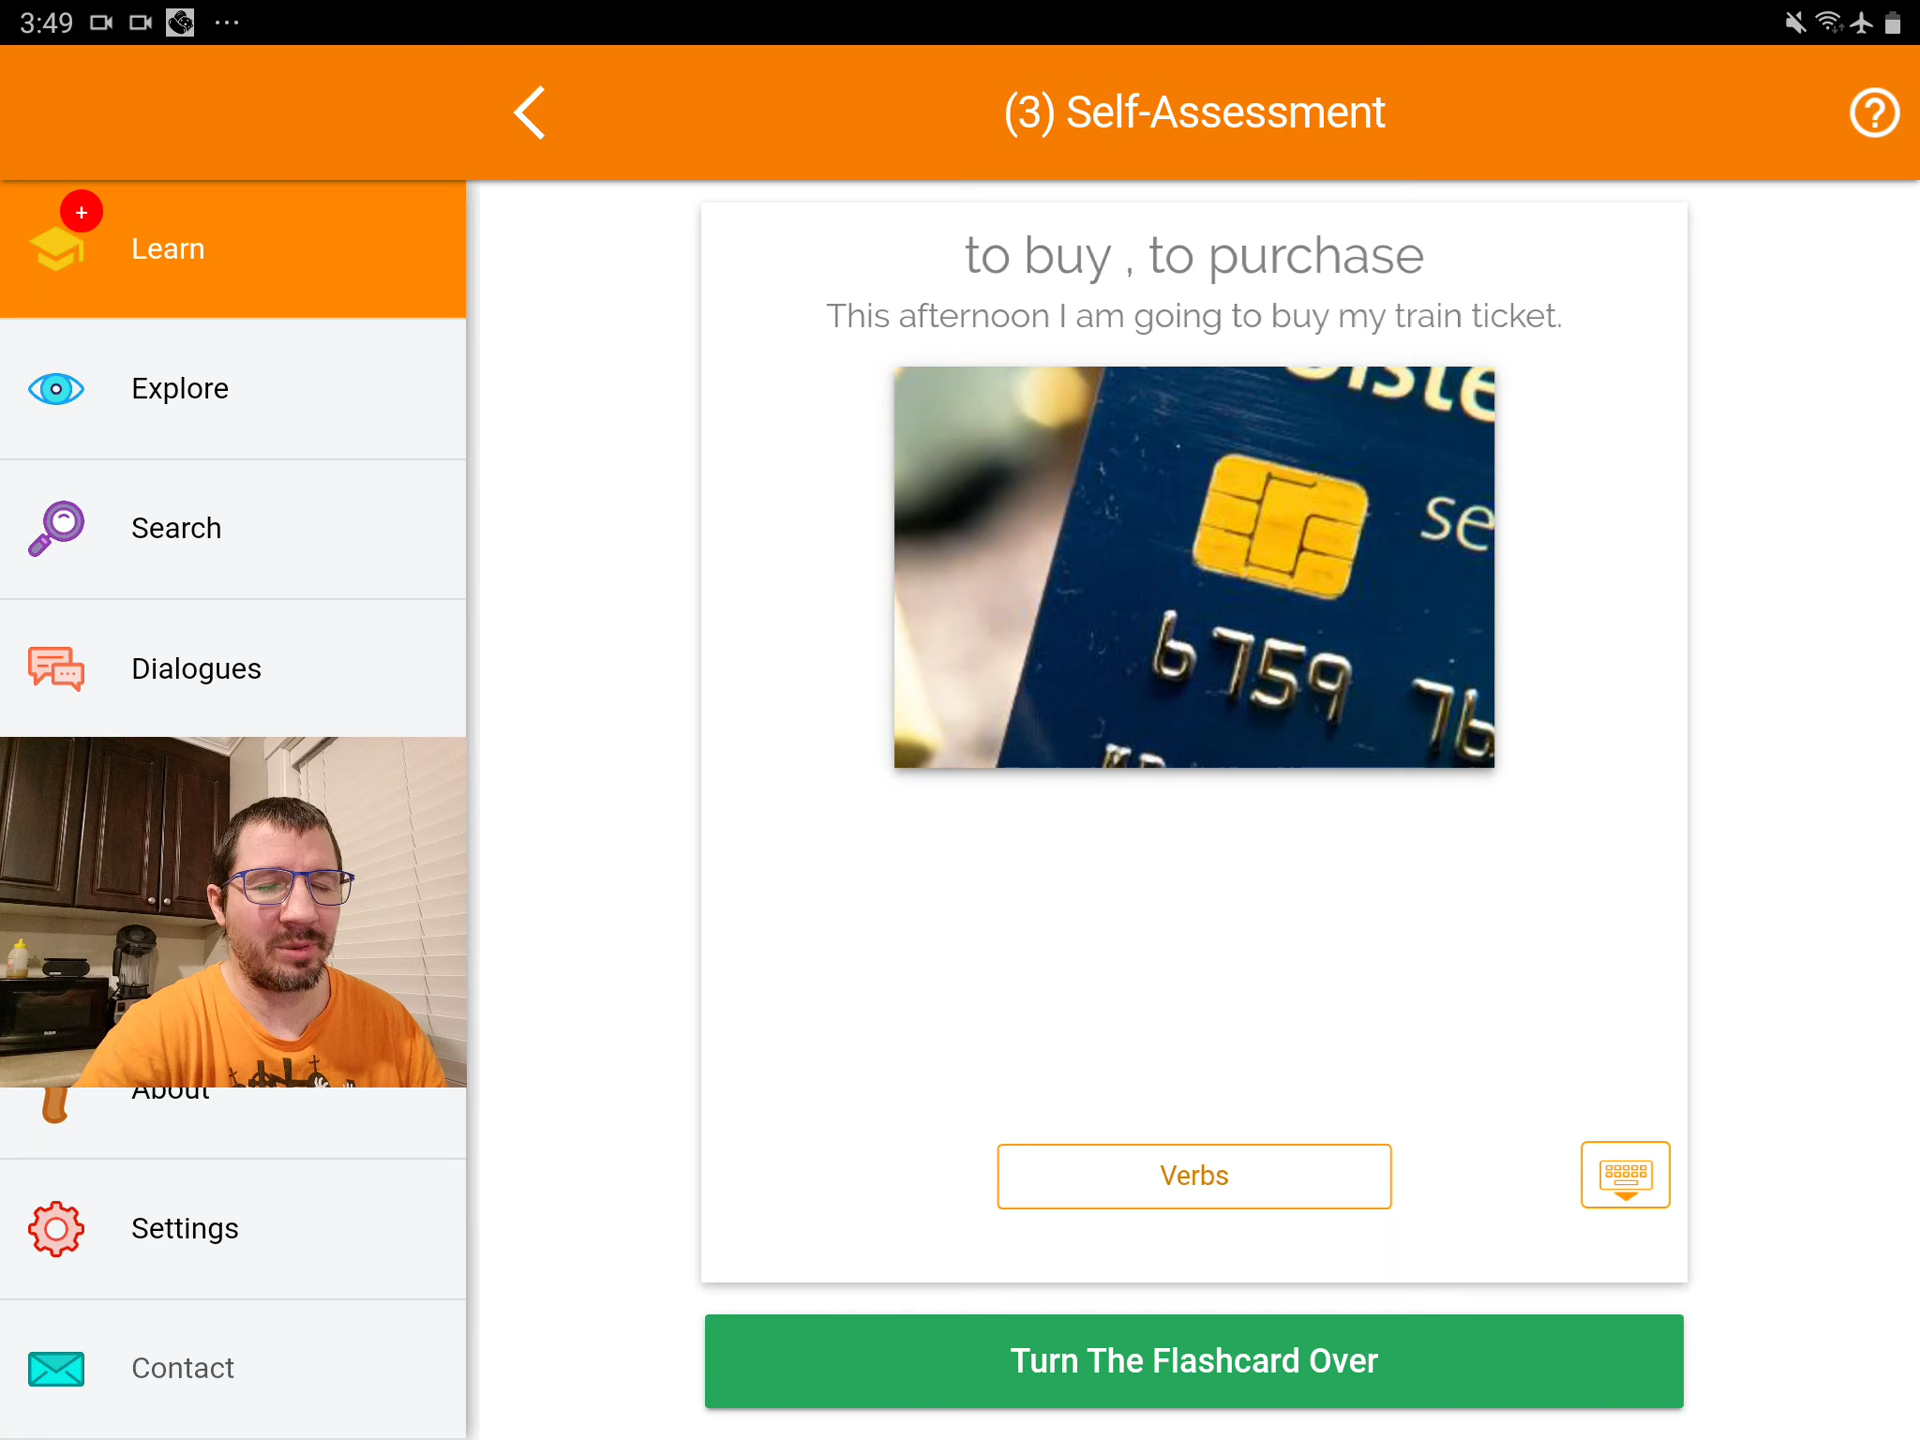 3:49
(3) Self-Assessment
+
Learn
Explore
Search
Dialogues
About
Settings
Contact
to buy , to purchase
This afternoon I am going to buy my train ticket.
se
6759 76
Verbs
Turn The Flashcard Over